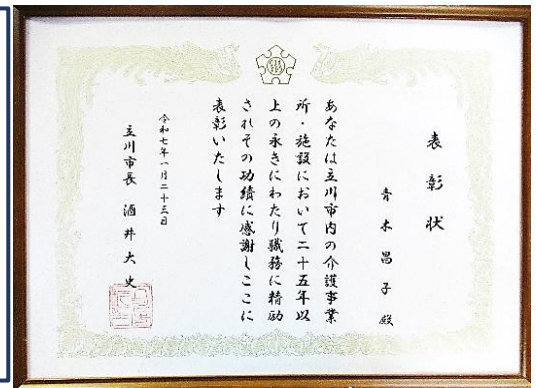 表彰状
青木昌子殿
あなたは立川市内の介護事業
所・施設において二十五年以
上の永きにわたり職務に精励
されその功績に感謝しここに
表彰いたします
令和七年一月二十三日
立川市長 酒井大史